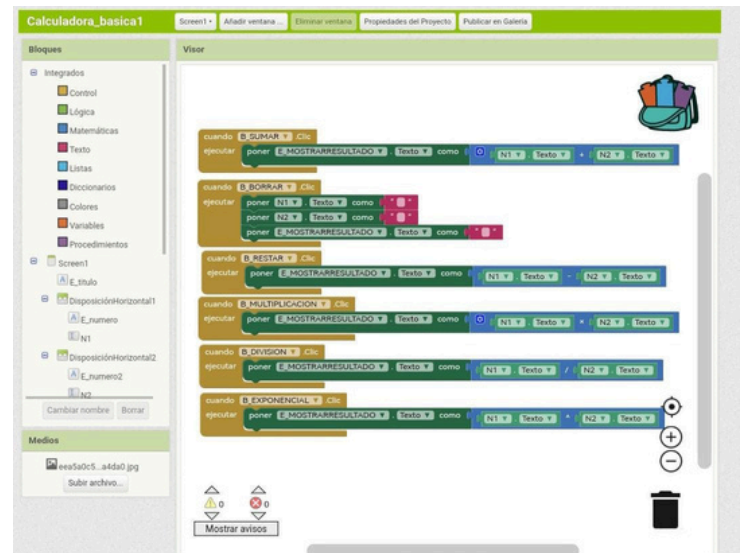 Calculadora_basica1
Screen1 Añadir ventana ... Eliminar ventana Propiedades del Proyecto Publicar en Galería
Bloques
Integrados
Control
Lógica
Matemáticas
Texto
Listas
Diccionarios
Colores
Variables
Procedimientos
Screen1
E_titulo
DisposiciónHorizontal1
E_numero
N1
DisposiciónHorizontal2
E_numero2
N2
Cambiar nombre Borrar
Medios
eea5a0c5...a4da0.jpg
Subir archivo...
Visor
cuando B_SUMAR .Clic
ejecutar poner E_MOSTRARRESULTADO . Texto como N1 . Texto + N2 . Texto
cuando B_BORRAR .Clic
ejecutar poner N1 . Texto como " "
poner N2 . Texto como " "
poner E_MOSTRARRESULTADO . Texto como " "
cuando B_RESTAR .Clic
ejecutar poner E_MOSTRARRESULTADO . Texto como N1 . Texto - N2 . Texto
cuando B_MULTIPLICACION .Clic
ejecutar poner E_MOSTRARRESULTADO . Texto como N1 . Texto × N2 . Texto
cuando B_DIVISION .Clic
ejecutar poner E_MOSTRARRESULTADO . Texto como N1 . Texto / N2 . Texto
cuando B_EXPONENCIAL .Clic
ejecutar poner E_MOSTRARRESULTADO . Texto como N1 . Texto ^ N2 . Texto
0 0
Mostrar avisos